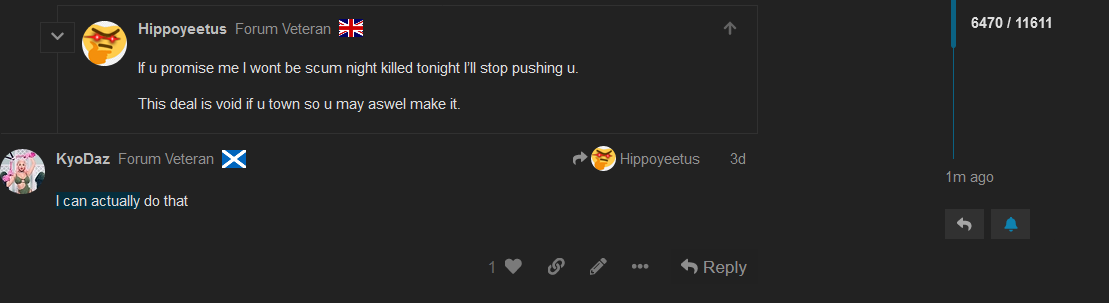 Hippoyeetus Forum Veteran
6470 / 11611
If u promise me I wont be scum night killed tonight I'll stop pushing u.
This deal is void if u town so u may aswel make it.
KyoDaz Forum Veteran Hippoyeetus 3d
1m ago
I can actually do that
1 Reply